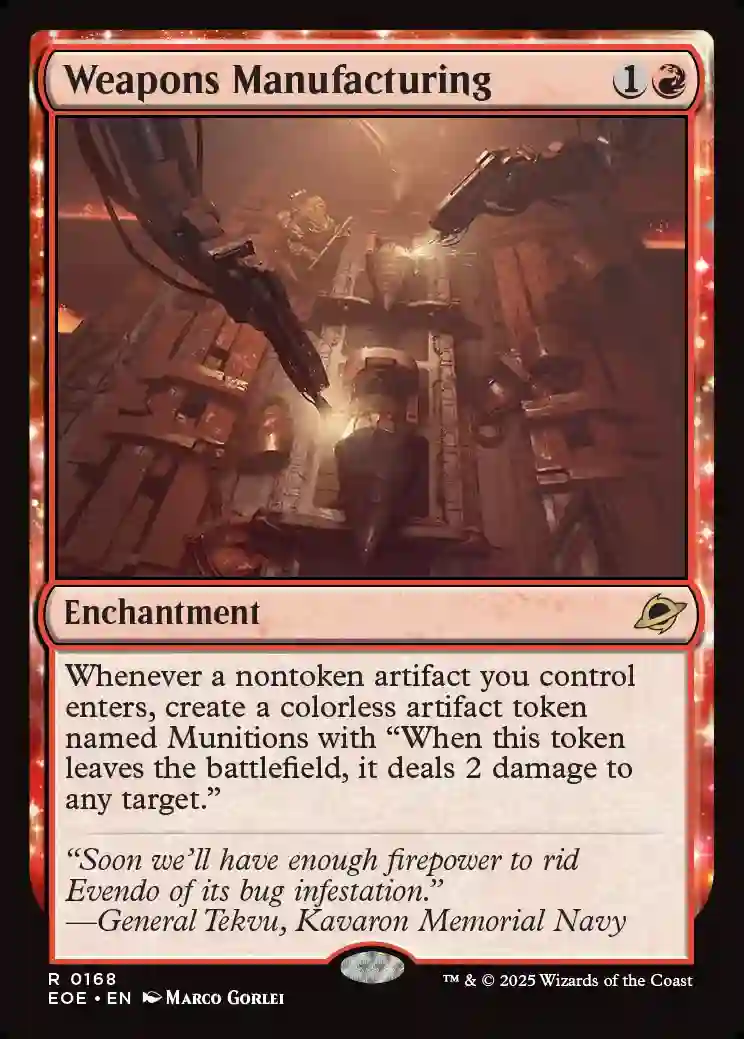 Weapons Manufacturing 1
Enchantment
Whenever a nontoken artifact you control
enters, create a colorless artifact token
named Munitions with “When this token
leaves the battlefield, it deals 2 damage to
any target.”
“Soon we’ll have enough firepower to rid
Evendo of its bug infestation.”
—General Tekvu, Kavaron Memorial Navy
R 0168
EOE • EN Marco Gorlei
™ & © 2025 Wizards of the Coast